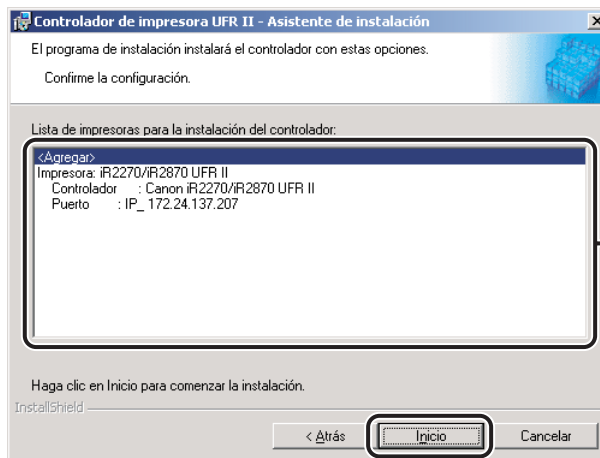 Controlador de impresora UFR II - Asistente de instalación
El programa de instalación instalará el controlador con estas opciones.
Confirme la configuración.
Lista de impresoras para la instalación del controlador:
<Agregar>
Impresora: iR2270/iR2870 UFR II
Controlador : Canon iR2270/iR2870 UFR II
Puerto : IP_ 172.24.137.207
Haga clic en Inicio para comenzar la instalación.
InstallShield
< Atrás Inicio Cancelar